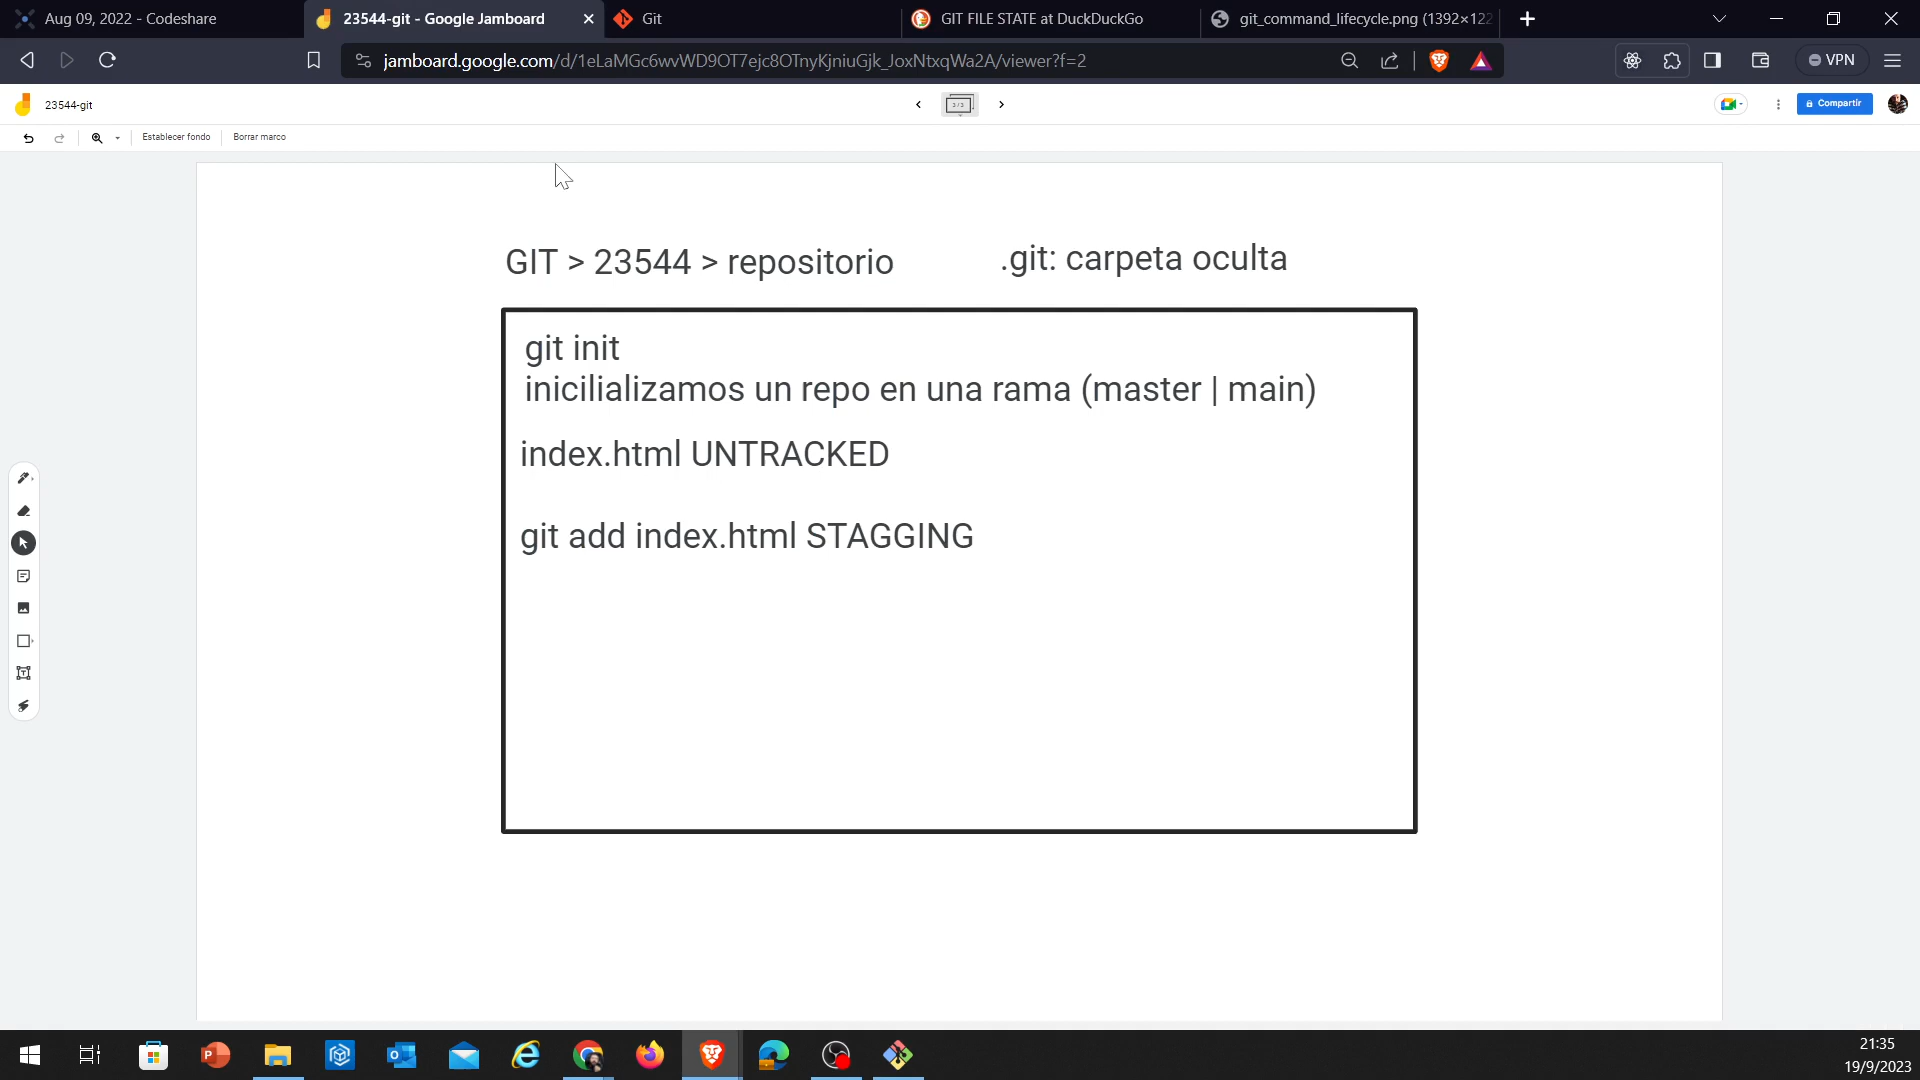 Aug 09, 2022 - Codeshare
23544-git - Google Jamboard
Git
GIT FILE STATE at DuckDuckGo
git_command_lifecycle.png (1392×122
jamboard.google.com/d/1eLaMGc6wvWD9OT7ejc8OTnyKjniuGjk_JoxNtxqWa2A/viewer?f=2
VPN
23544-git
Compartir
Establecer fondo
Borrar marco
GIT > 23544 > repositorio
.git: carpeta oculta
git init
inicilializamos un repo en una rama (master | main)
index.html UNTRACKED
git add index.html STAGGING
21:35
19/9/2023